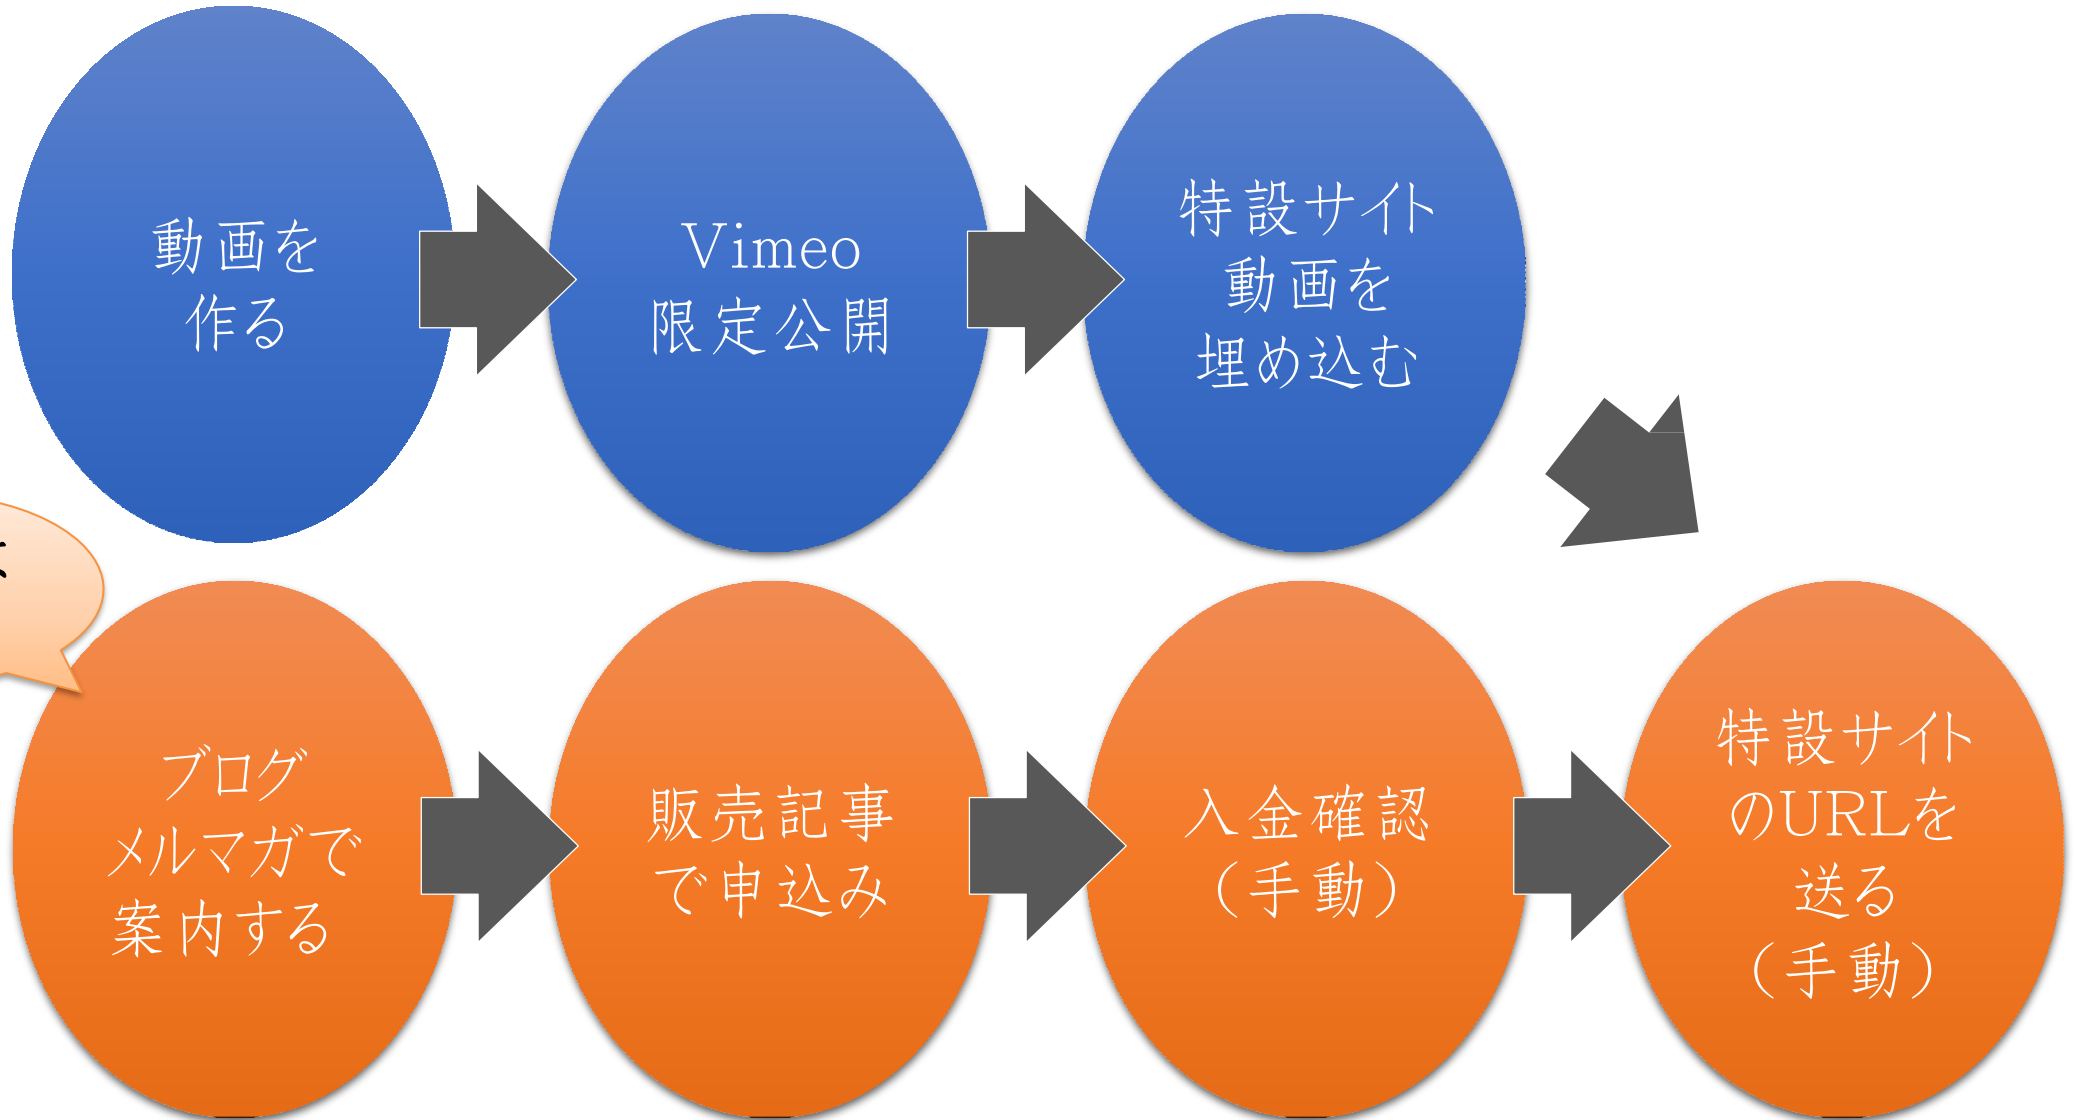 動画を
作る
Vimeo
限定公開
特設サイト
動画を
埋め込む
ブログ
メルマガで
案内する
販売記事
で申込み
入金確認
(手動)
特設サイト
のURLを
送る
(手動)